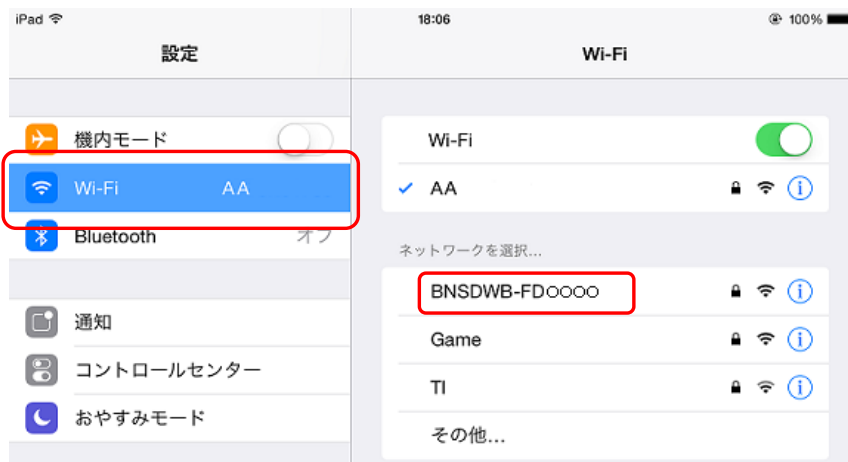 iPad 18:06 100%
設定
Wi-Fi
機内モード
Wi-Fi AA
Bluetooth オフ
通知
コントロールセンター
おやすみモード
Wi-Fi
AA
ネットワークを選択...
BNSDWB-FD○○○○
Game
TI
その他...